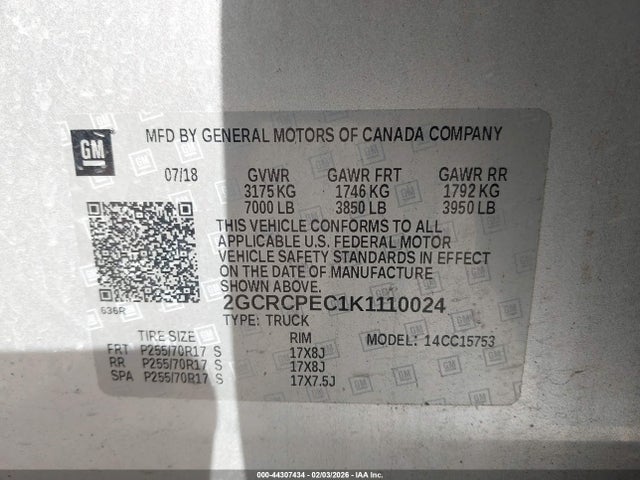 GM
MFD BY GENERAL MOTORS OF CANADA COMPANY
07/18 GVWR GAWR FRT GAWR RR
3175 KG 1746 KG 1792 KG
7000 LB 3850 LB 3950 LB
THIS VEHICLE CONFORMS TO ALL
APPLICABLE U.S. FEDERAL MOTOR
VEHICLE SAFETY STANDARDS IN EFFECT
ON THE DATE OF MANUFACTURE
SHOWN ABOVE.
636R
2GCRCPEC1K1110024
TYPE: TRUCK
TIRE SIZE RIM MODEL: 14CC15753
FRT P255/70R17 S 17X8J
RR P255/70R17 S 17X8J
SPA P255/70R17 S 17X7.5J
000-44307434 | 02/03/2026 | IAA Inc.